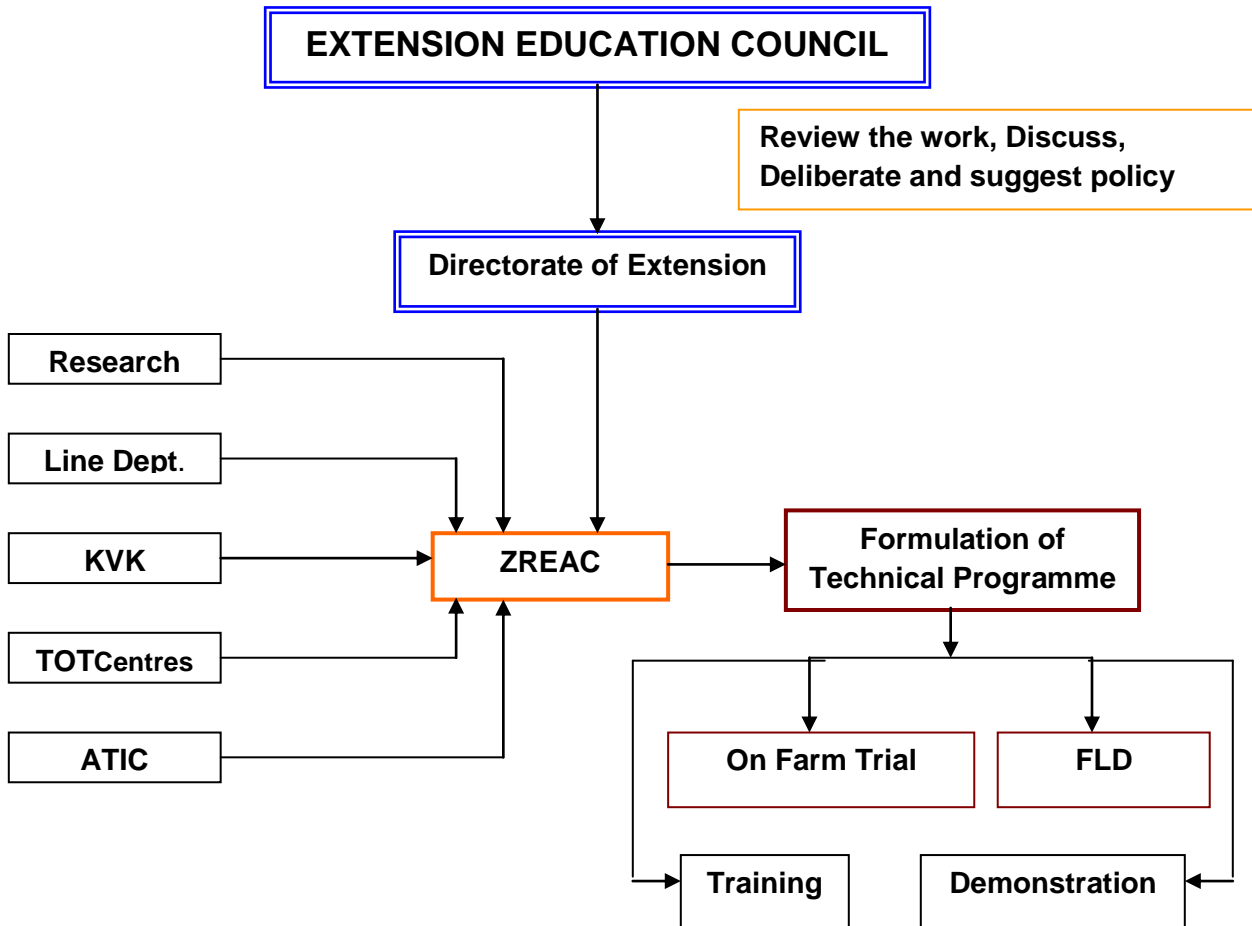 EXTENSION EDUCATION COUNCIL
Review the work, Discuss,
Deliberate and suggest policy
Directorate of Extension
Research
Line Dept.
KVK
ZREAC
Formulation of
Technical Programme
TOTCentres
ATIC
On Farm Trial
FLD
Training
Demonstration